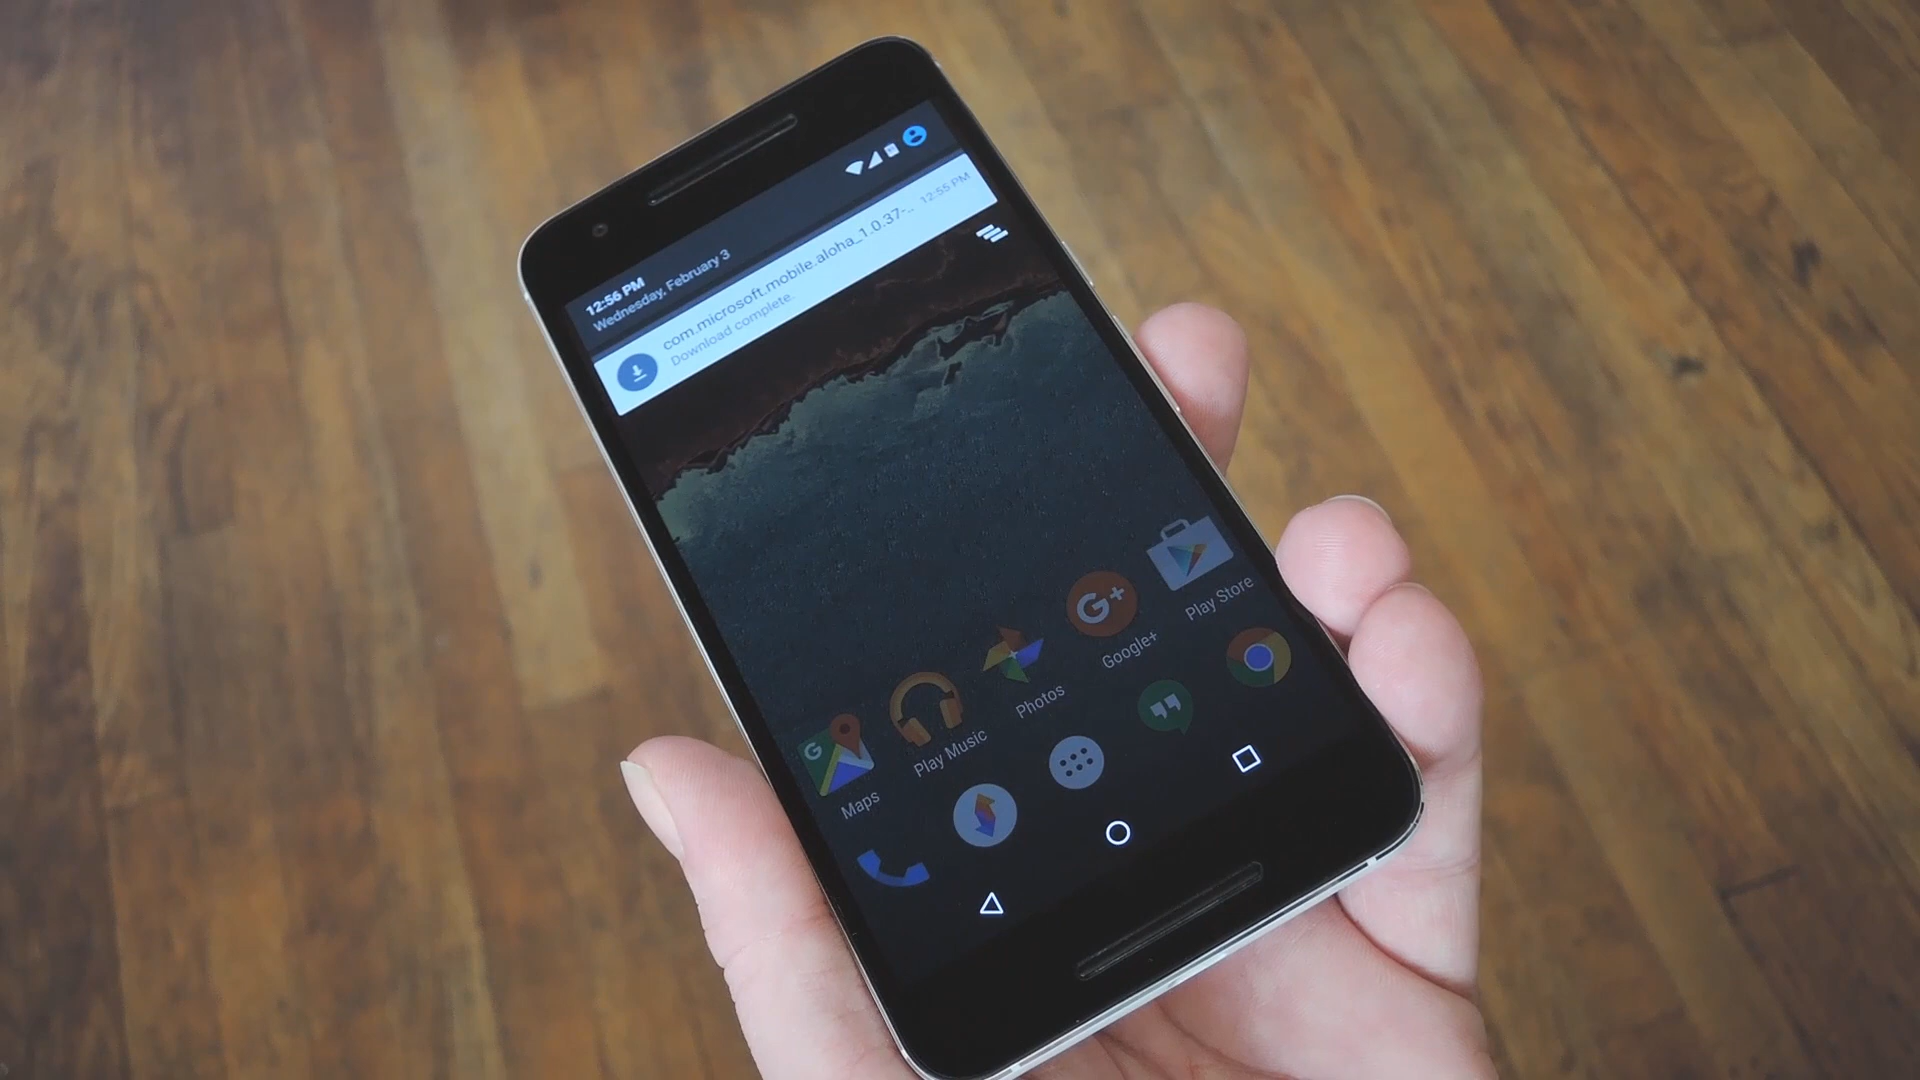 12:56 PM
Wednesday, February 3
com.microsoft.mobile.aloha_1.0.37-.. 12:55 PM
Download complete.
G+
Play Store
Google+
Photos
Play Music
G
Maps